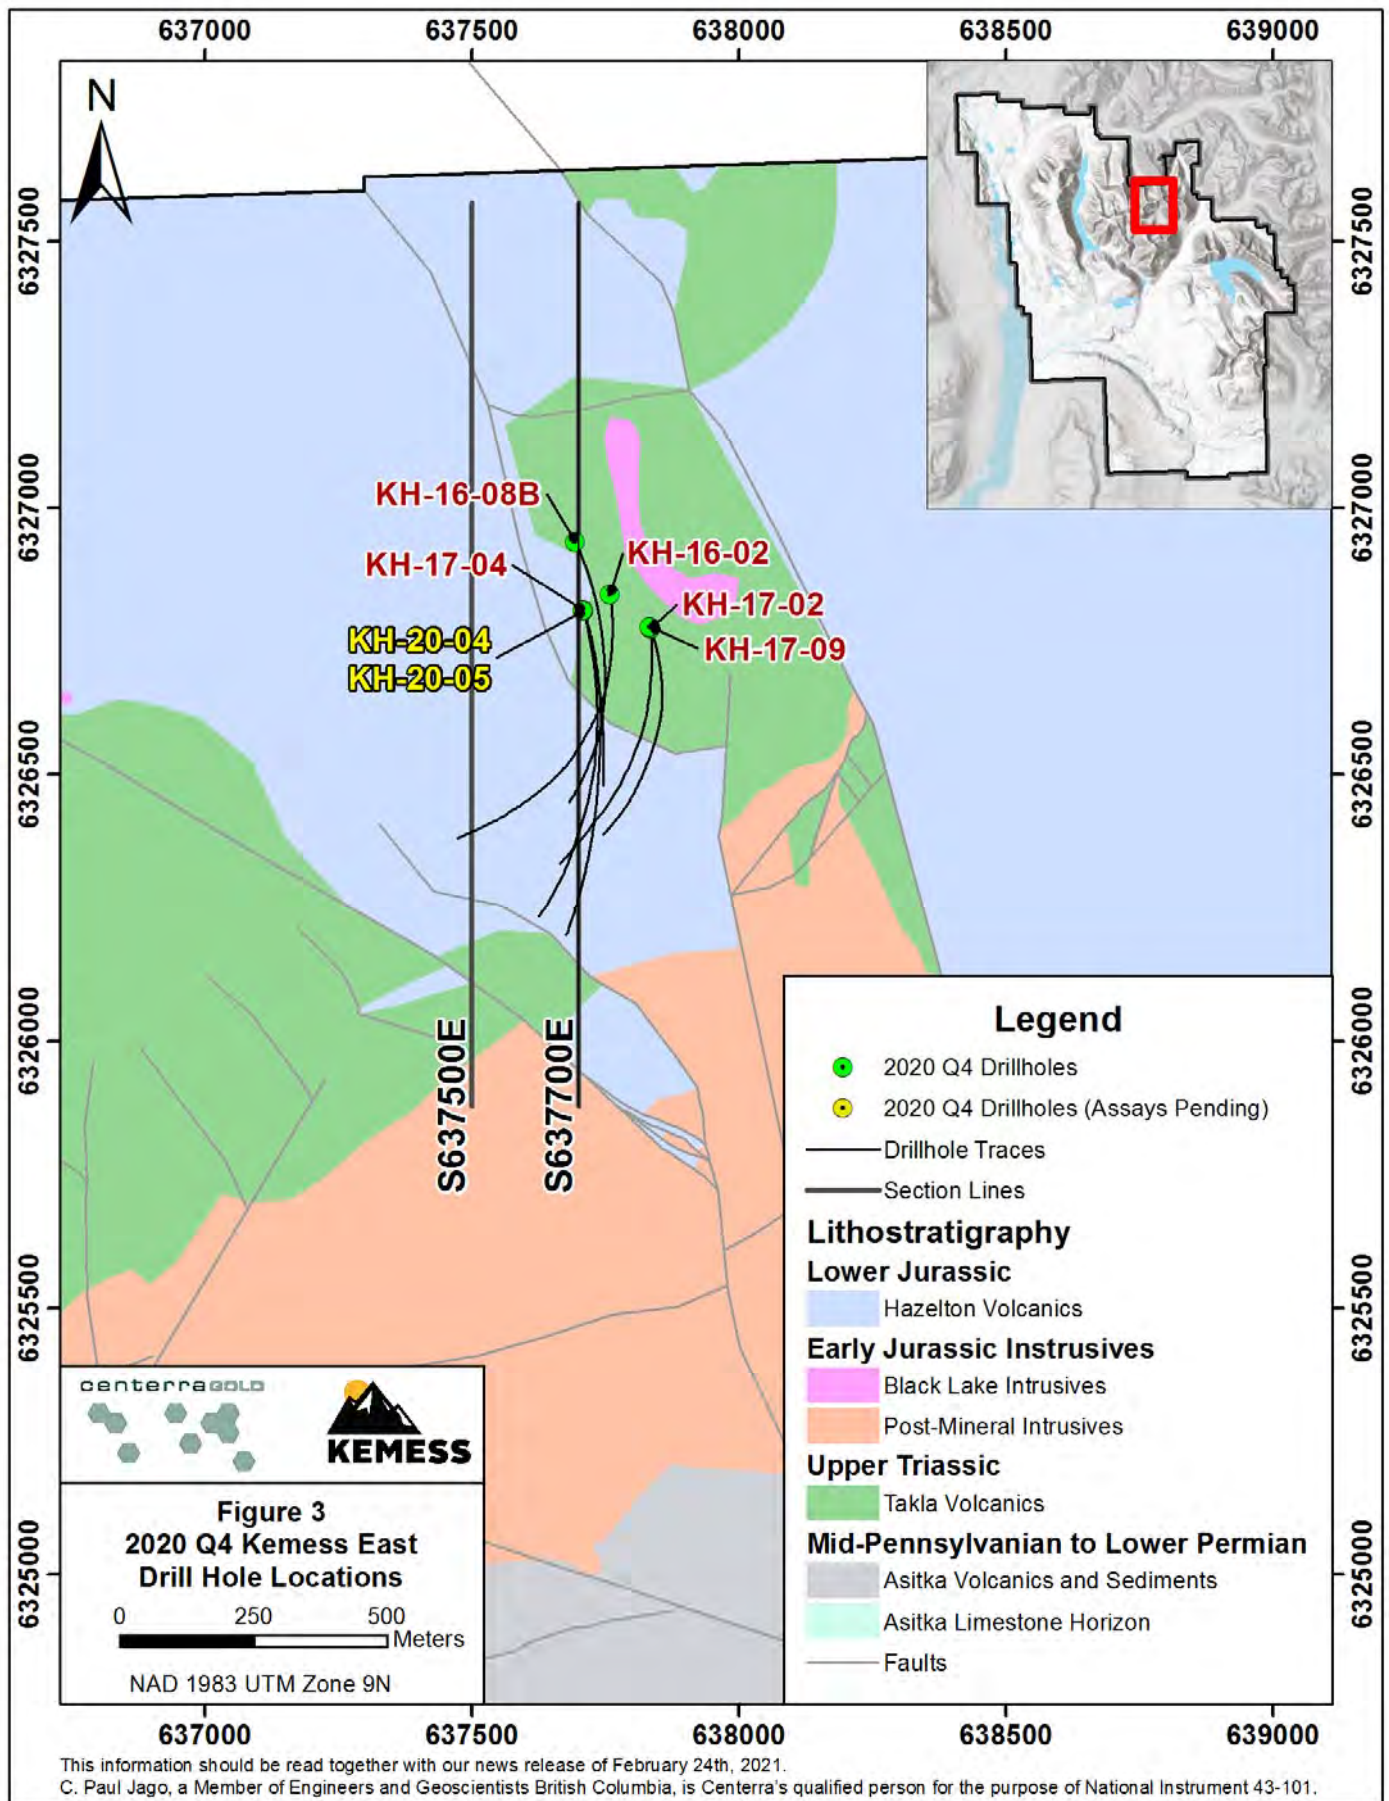 637000 637500 638000 638500 639000
N
6327500
6327000
6326500
6326000
6325500
6325000
6327500
6327000
6326500
6326000
6325500
6325000
KH-16-08B
KH-17-04
KH-16-02
KH-17-02
KH-17-09
KH-20-04
KH-20-05
S637500E
S637700E
Legend
2020 Q4 Drillholes
2020 Q4 Drillholes (Assays Pending)
Drillhole Traces
Section Lines
Lithostratigraphy
Lower Jurassic
Hazelton Volcanics
Early Jurassic Instrusives
Black Lake Intrusives
Post-Mineral Intrusives
Upper Triassic
Takla Volcanics
Mid-Pennsylvanian to Lower Permian
Asitka Volcanics and Sediments
Asitka Limestone Horizon
Faults
centerraGOLD
KEMESS
Figure 3
2020 Q4 Kemess East
Drill Hole Locations
0 250 500
Meters
NAD 1983 UTM Zone 9N
637000 637500 638000 638500 639000
This information should be read together with our news release of February 24th, 2021.
C. Paul Jago, a Member of Engineers and Geoscientists British Columbia, is Centerra's qualified person for the purpose of National Instrument 43-101.